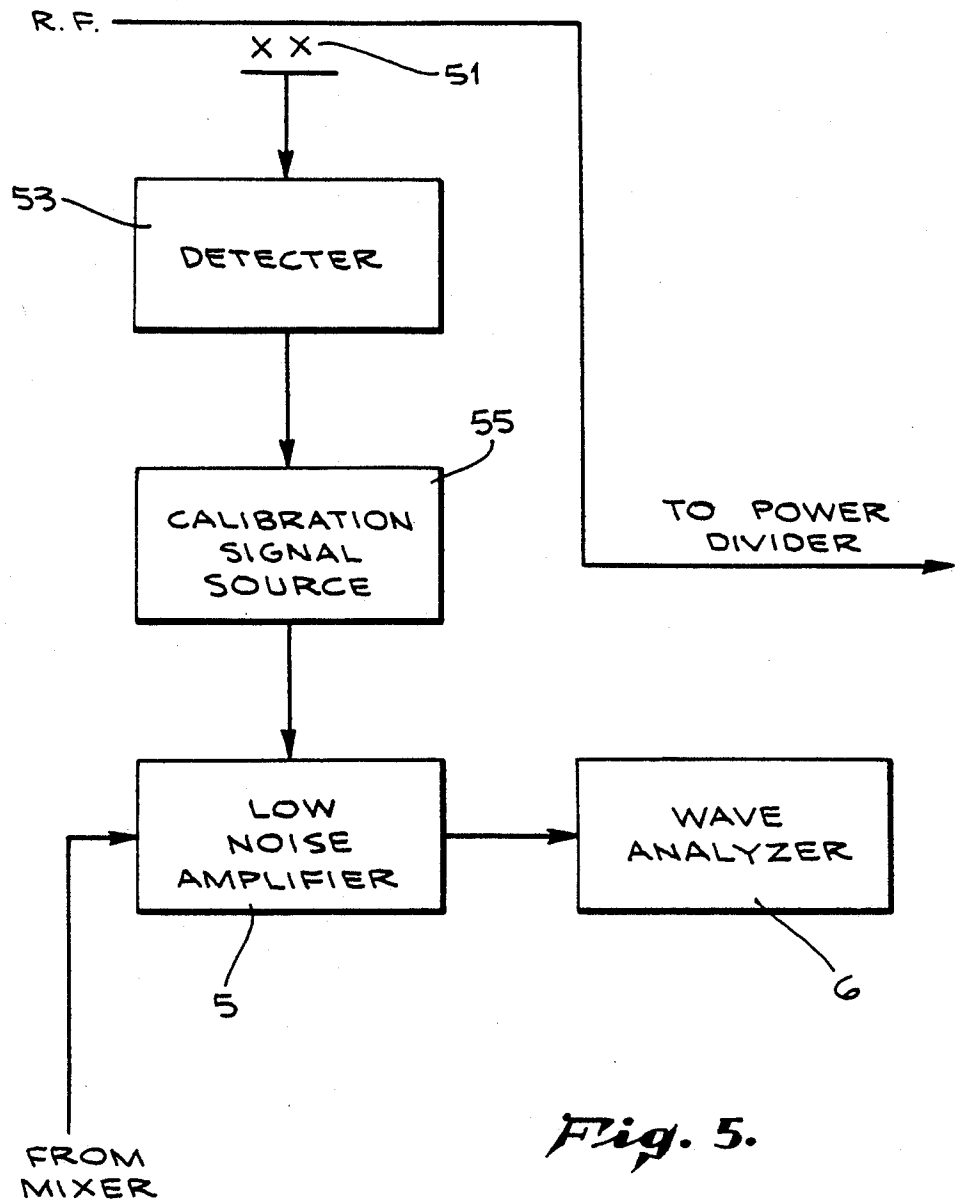 R.F.
X X
51
53
DETECTER
55
CALIBRATION
SIGNAL
SOURCE
TO POWER
DIVIDER
LOW
NOISE
AMPLIFIER
WAVE
ANALYZER
5
6
Fig. 5.
FROM
MIXER